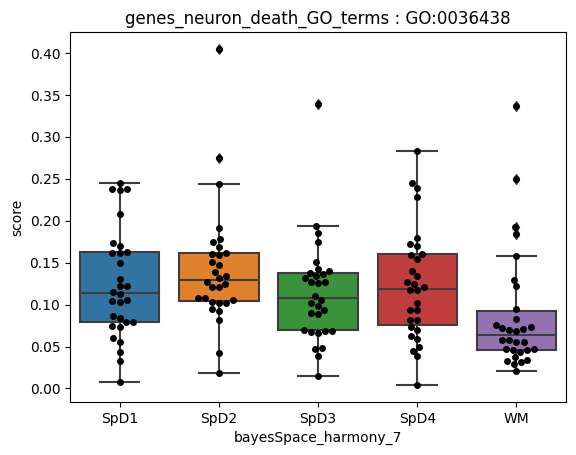 genes_neuron_death_GO_terms : GO:0036438
0.40
0.35
0.30
0.25
0.20
0.15
0.10
0.05
0.00
score
SpD1 SpD2 SpD3 SpD4 WM
bayesSpace_harmony_7